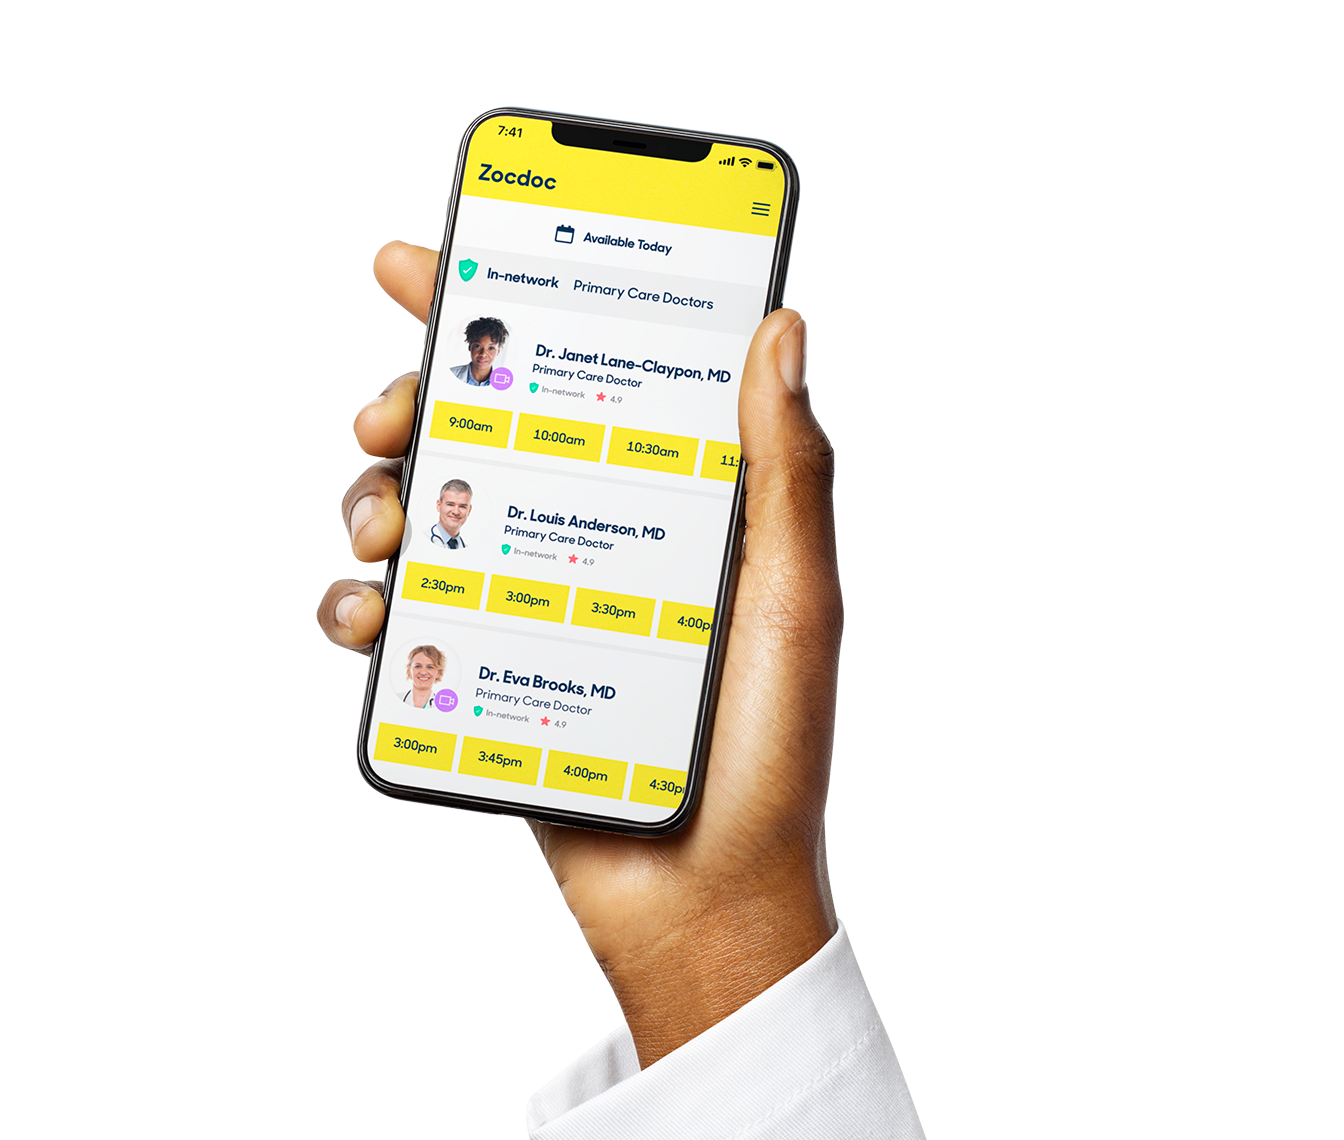 7:41
Zocdoc
Available Today
In-network Primary Care Doctors
Dr. Janet Lane-Claypon, MD
Primary Care Doctor
In-network 4.9
9:00am 10:00am 10:30am 11:
Dr. Louis Anderson, MD
Primary Care Doctor
In-network 4.9
2:30pm 3:00pm 3:30pm 4:00p
Dr. Eva Brooks, MD
Primary Care Doctor
In-network 4.9
3:00pm 3:45pm 4:00pm 4:30p